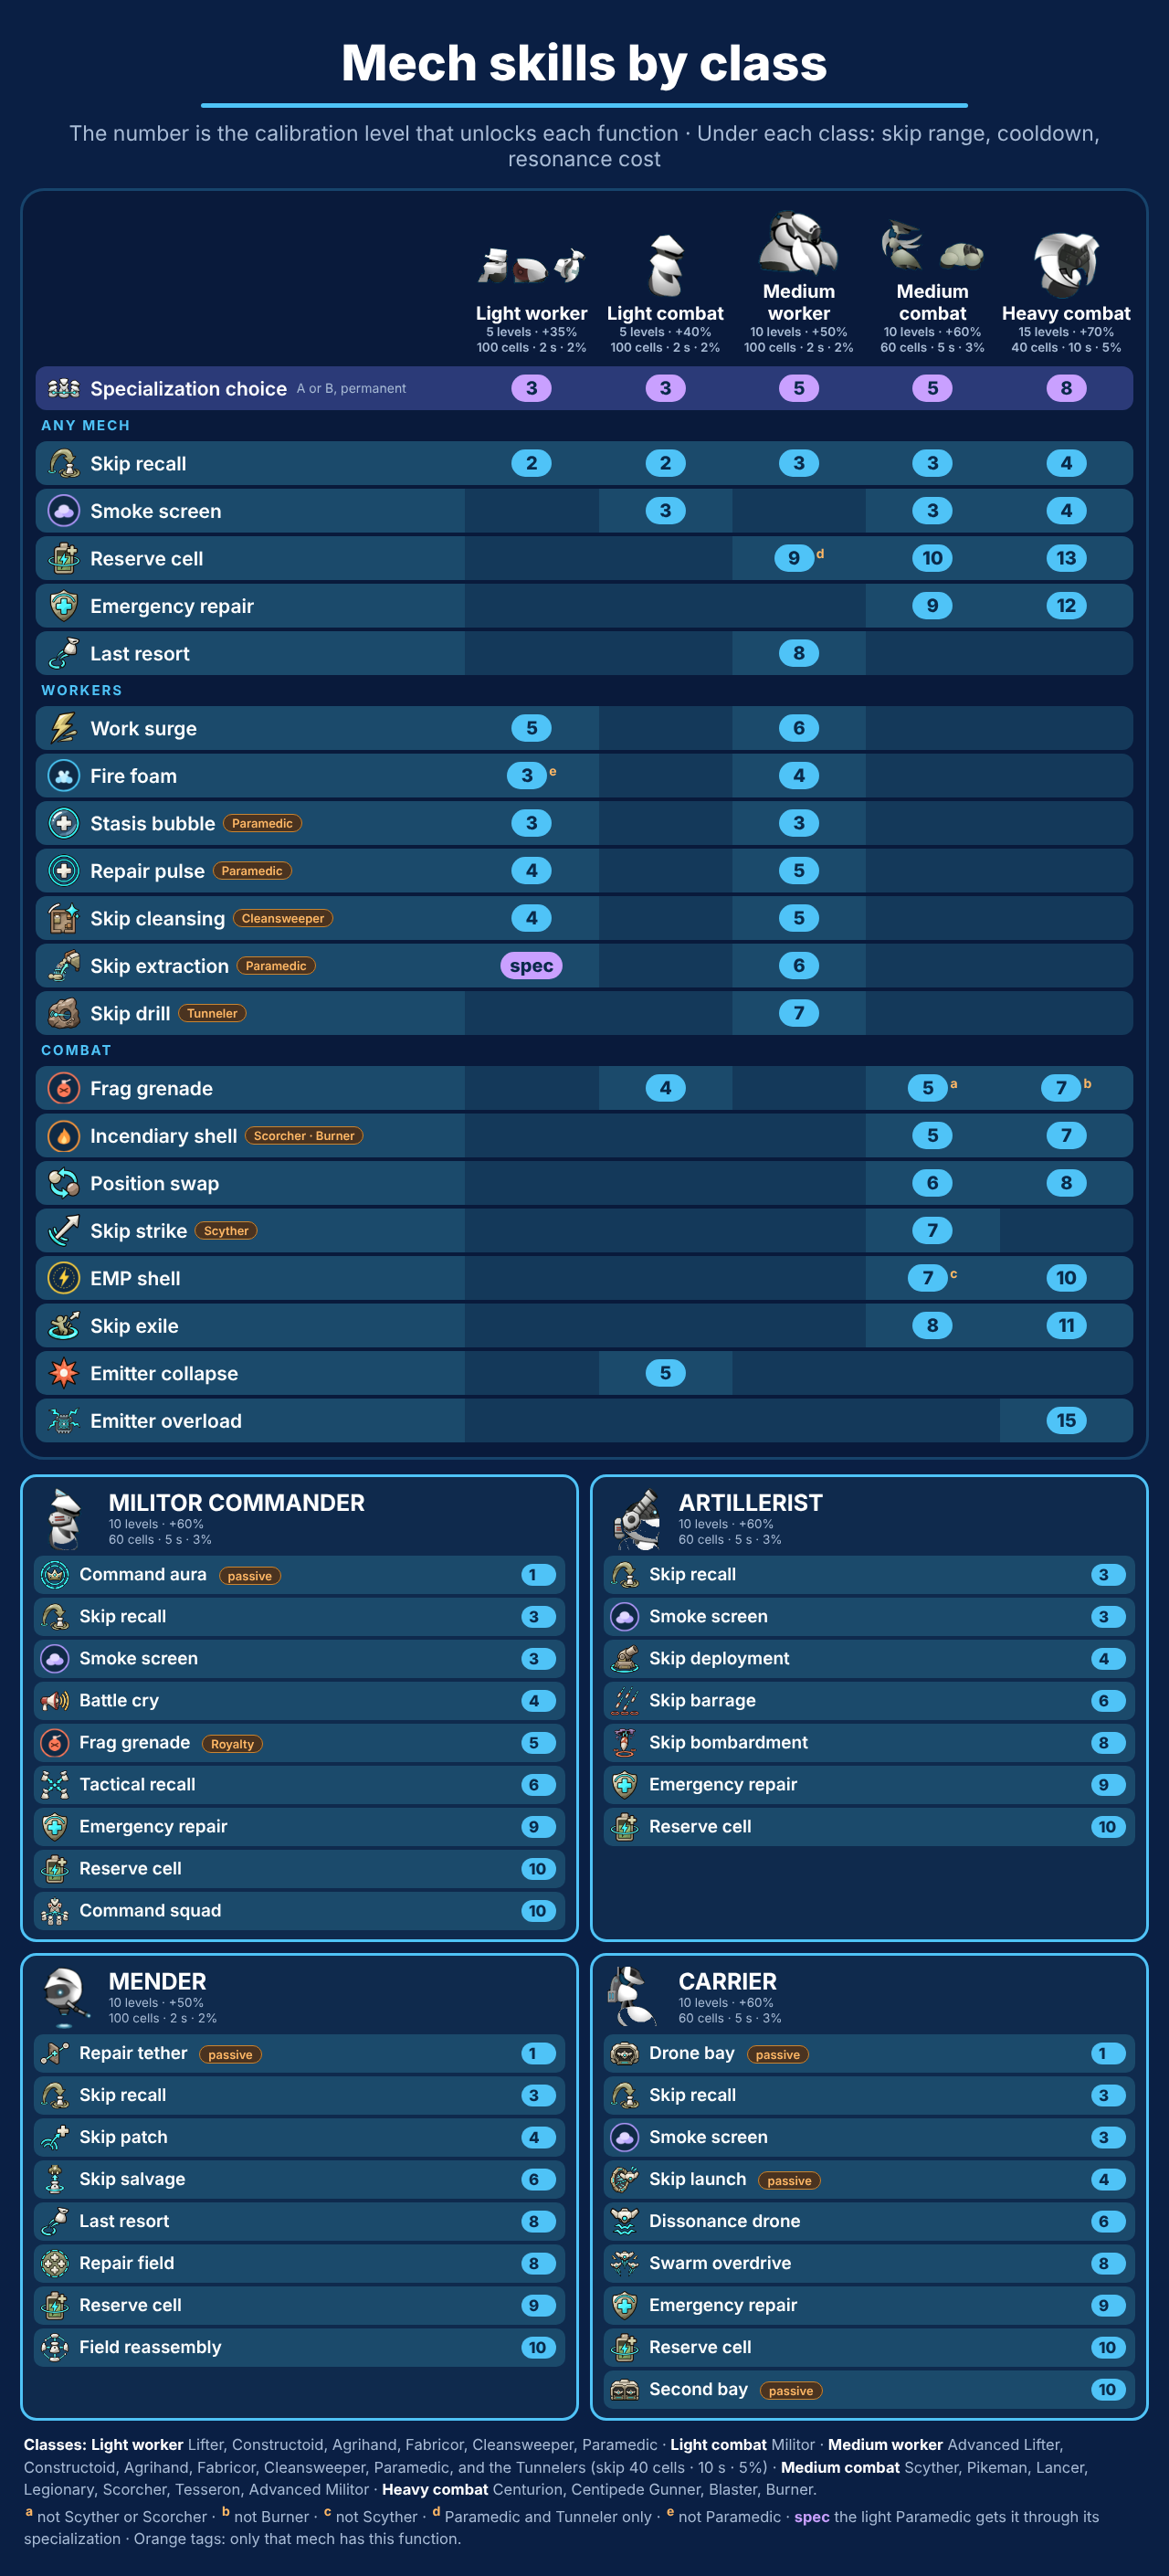 Mech skills by class
The number is the calibration level that unlocks each function · Under each class: skip range, cooldown,
resonance cost
Light worker
5 levels · +35%
100 cells · 2 s · 2%
Light combat
5 levels · +40%
100 cells · 2 s · 2%
Medium
worker
10 levels · +50%
100 cells · 2 s · 2%
Medium
combat
10 levels · +60%
60 cells · 5 s · 3%
Heavy combat
15 levels · +70%
40 cells · 10 s · 5%
Specialization choice A or B, permanent 3 3 5 5 8
ANY MECH
Skip recall 2 2 3 3 4
Smoke screen 3 3 4
Reserve cell 9 d 10 13
Emergency repair 9 12
Last resort 8
WORKERS
Work surge 5 6
Fire foam 3 e 4
Stasis bubble Paramedic 3 3
Repair pulse Paramedic 4 5
Skip cleansing Cleansweeper 4 5
Skip extraction Paramedic spec 6
Skip drill Tunneler 7
COMBAT
Frag grenade 4 5 a 7 b
Incendiary shell Scorcher · Burner 5 7
Position swap 6 8
Skip strike Scyther 7
EMP shell 7 c 10
Skip exile 8 11
Emitter collapse 5
Emitter overload 15
MILITOR COMMANDER
10 levels · +60%
60 cells · 5 s · 3%
Command aura passive 1
Skip recall 3
Smoke screen 3
Battle cry 4
Frag grenade Royalty 5
Tactical recall 6
Emergency repair 9
Reserve cell 10
Command squad 10
ARTILLERIST
10 levels · +60%
60 cells · 5 s · 3%
Skip recall 3
Smoke screen 3
Skip deployment 4
Skip barrage 6
Skip bombardment 8
Emergency repair 9
Reserve cell 10
MENDER
10 levels · +50%
100 cells · 2 s · 2%
Repair tether passive 1
Skip recall 3
Skip patch 4
Skip salvage 6
Last resort 8
Repair field 8
Reserve cell 9
Field reassembly 10
CARRIER
10 levels · +60%
60 cells · 5 s · 3%
Drone bay passive 1
Skip recall 3
Smoke screen 3
Skip launch passive 4
Dissonance drone 6
Swarm overdrive 8
Emergency repair 9
Reserve cell 10
Second bay passive 10
Classes: Light worker Lifter, Constructoid, Agrihand, Fabricor, Cleansweeper, Paramedic · Light combat Militor · Medium worker Advanced Lifter,
Constructoid, Agrihand, Fabricor, Cleansweeper, Paramedic, and the Tunnelers (skip 40 cells · 10 s · 5%) · Medium combat Scyther, Pikeman, Lancer,
Legionary, Scorcher, Tesseron, Advanced Militor · Heavy combat Centurion, Centipede Gunner, Blaster, Burner.
a not Scyther or Scorcher · b not Burner · c not Scyther · d Paramedic and Tunneler only · e not Paramedic · spec the light Paramedic gets it through its
specialization · Orange tags: only that mech has this function.